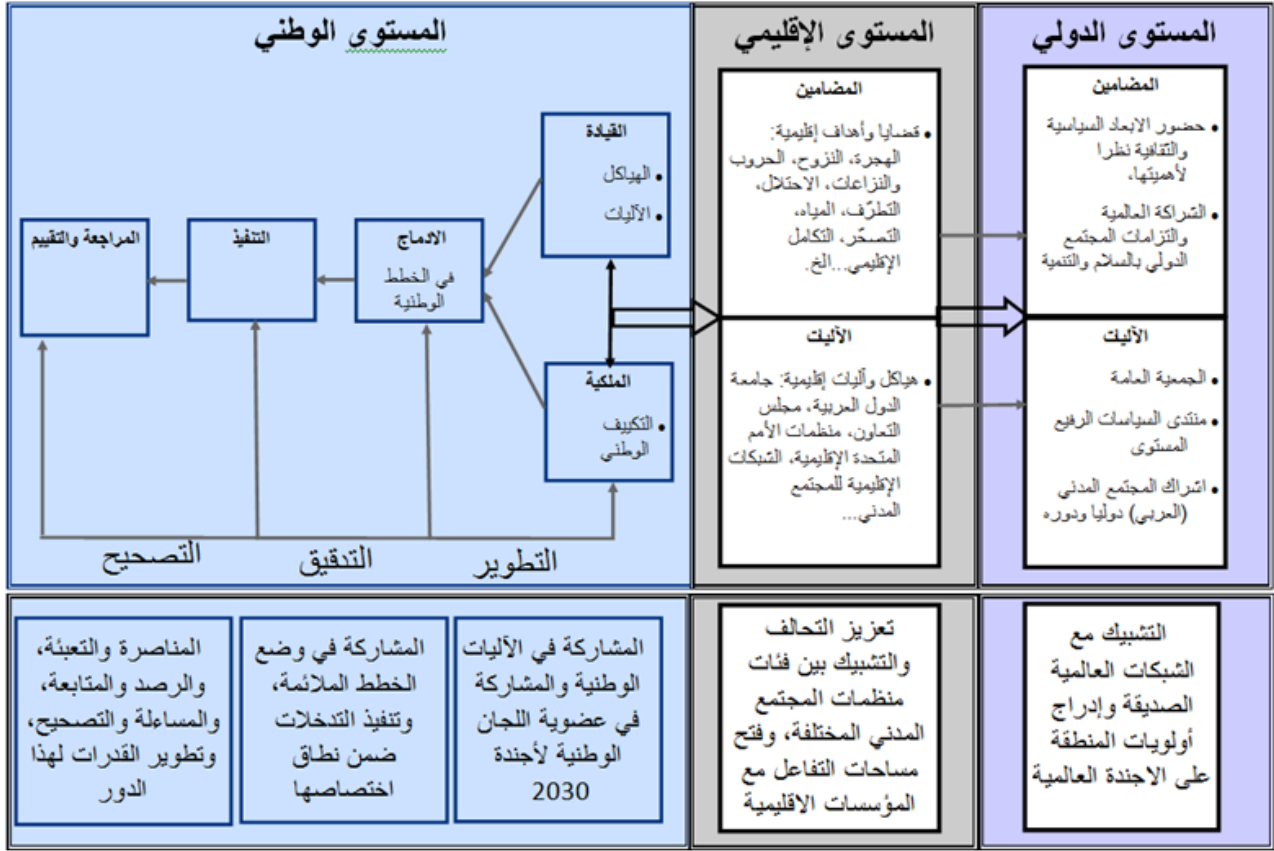 المستوى الدولي
المضامين
• حضور الابعاد السياسية
والثقافية نظرا
لأهميتها،
• الشراكة العالمية
والتزامات المجتمع
الدولي بالسلام والتنمية
الآليات
• الجمعية العامة
• منتدى السياسات الرفيع
المستوى
• اشراك المجتمع المدني
(العربي) دوليا ودوره
المستوى الإقليمي
المضامين
• قضايا وأهداف إقليمية:
الهجرة، النزوح، الحروب
والنزاعات، الاحتلال،
التطرّف، المياه،
التصحّر، التكامل
الإقليمي...الخ.
الآليات
• هياكل وآليات إقليمية: جامعة
الدول العربية، مجلس
التعاون، منظمات الأمم
المتحدة الإقليمية، الشبكات
الإقليمية للمجتمع
المدني...
المستوى الوطني
القيادة
• الهياكل
• الآليات
الملكية
• التكييف
الوطني
الادماج
في الخطط
الوطنية
التنفيذ
المراجعة والتقييم
التطوير
التدقيق
التصحيح
التشبيك مع
الشبكات العالمية
الصديقة وإدراج
أولويات المنطقة
على الاجندة العالمية
تعزيز التحالف
والتشبيك بين فئات
منظمات المجتمع
المدني المختلفة، وفتح
مساحات التفاعل مع
المؤسسات الاقليمية
المشاركة في الآليات
الوطنية والمشاركة
في عضوية اللجان
الوطنية لأجندة
2030
المشاركة في وضع
الخطط الملائمة،
وتنفيذ التدخلات
ضمن نطاق
اختصاصها
المناصرة والتعبئة،
والرصد والمتابعة،
والمساءلة والتصحيح،
وتطوير القدرات لهذا
الدور